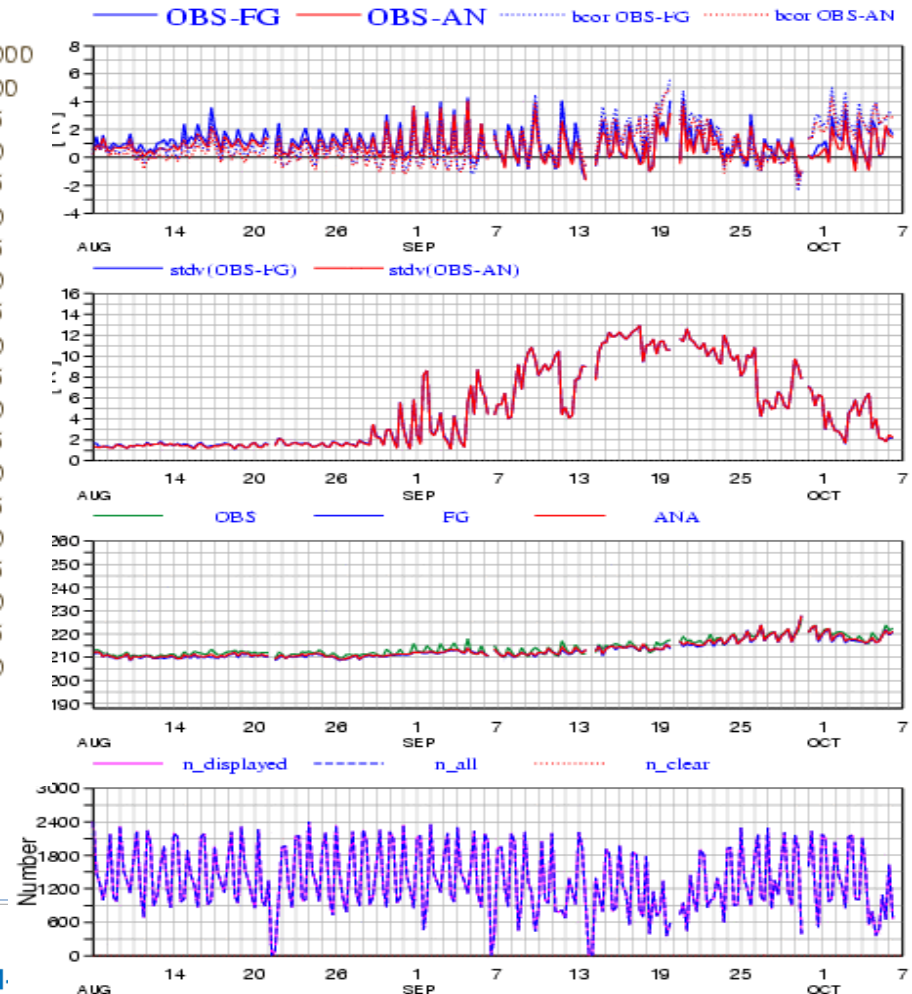 OBS-FG OBS-AN bcor OBS-FG bcor OBS-AN
000
00
8
6
4
2
0
-2
-4
14 20 26 1 7 13 19 25 1 7
AUG SEP OCT
stdv(OBS-FG) stdv(OBS-AN)
16
14
12
10
8
6
4
2
0
14 20 26 1 7 13 19 25 1 7
AUG SEP OCT
OBS FG ANA
260
250
240
230
220
210
200
190
14 20 26 1 7 13 19 25 1 7
AUG SEP OCT
n_displayed n_all n_clear
3000
2400
1800
1200
600
0
Number
14 20 26 1 7 13 19 25 1 7
AUG SEP OCT